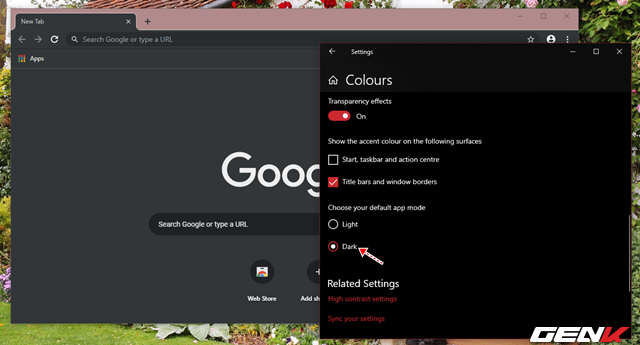 New Tab
Search Google or type a URL
Apps
Goog
Search Google or type a URL
Web Store
Add sh
Settings
Colours
Transparency effects
On
Show the accent colour on the following surfaces
Start, taskbar and action centre
Title bars and window borders
Choose your default app mode
Light
Dark
Related Settings
High contrast settings
Sync your settings
GENK